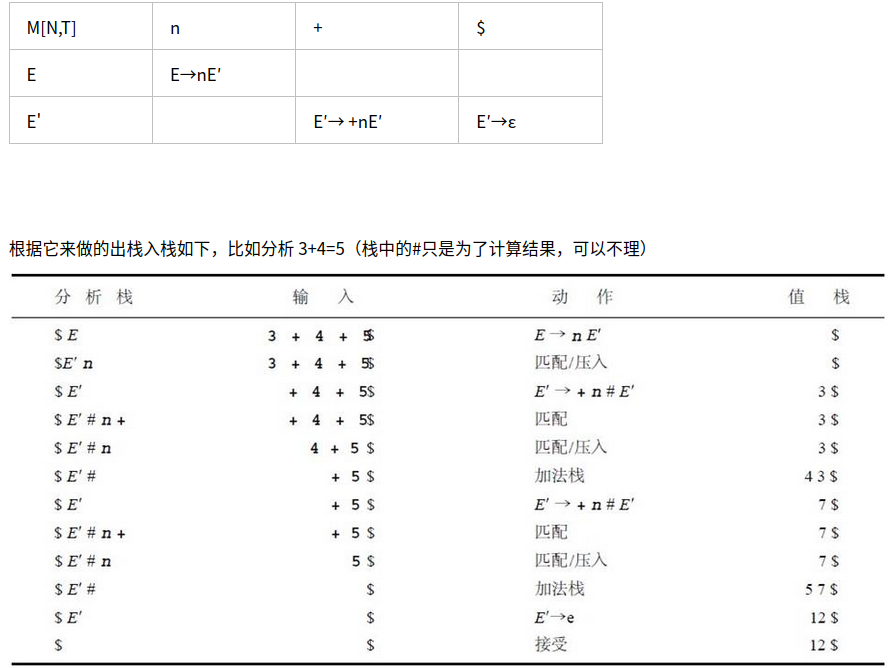 M[N,T] n + $
E E→nE′
E' E′→ +nE′ E′→ε
根据它来做的出栈入栈如下，比如分析 3+4=5（栈中的#只是为了计算结果，可以不理）
分 析 栈 输 入 动 作 值 栈
$ E 3 + 4 + 5$ E → n E′ $
$E′ n 3 + 4 + 5$ 匹配/压入 $
$ E′ + 4 + 5$ E′ → + n # E′ 3 $
$ E′ # n + + 4 + 5$ 匹配 3 $
$ E′ # n 4 + 5 $ 匹配/压入 3 $
$ E′ # + 5 $ 加法栈 4 3 $
$ E′ + 5 $ E′ → + n # E′ 7 $
$ E′ # n + + 5 $ 匹配 7 $
$ E′ # n 5 $ 匹配/压入 7 $
$ E′ # $ 加法栈 5 7 $
$ E′ $ E′→e 12 $
$ $ 接受 12 $